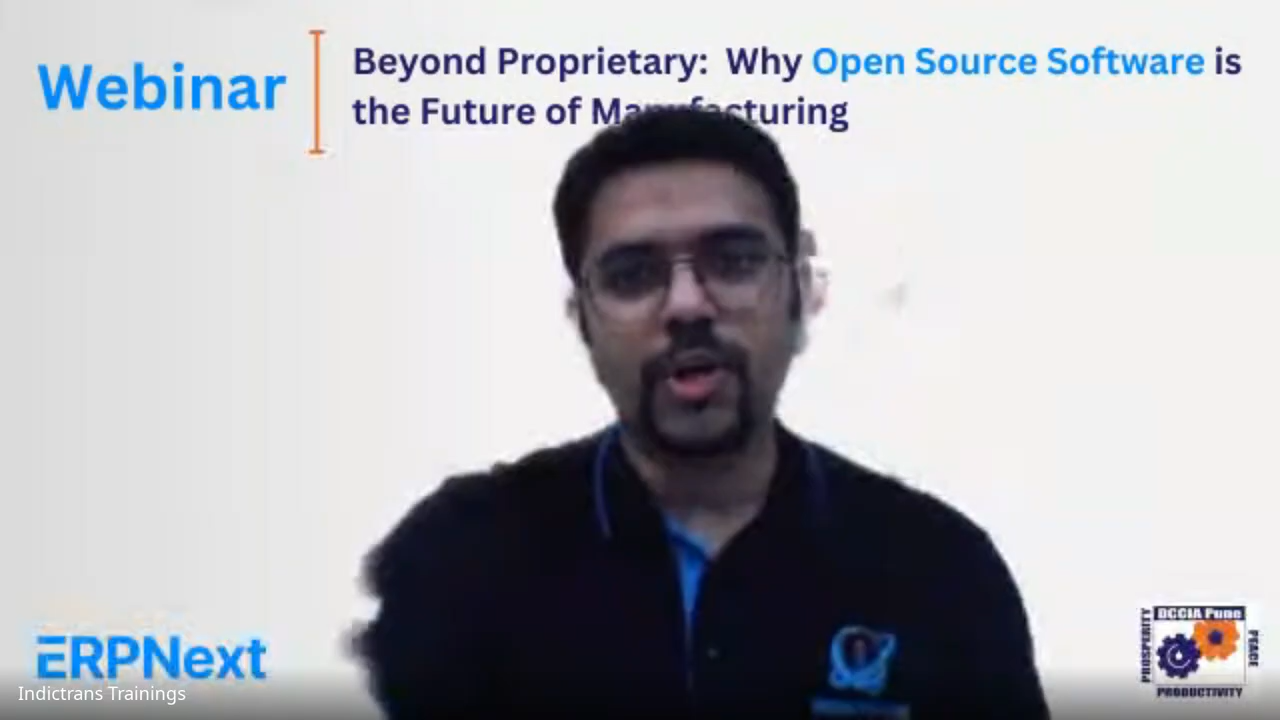 Webinar
Beyond Proprietary: Why Open Source Software is
the Future of Manufacturing
ERPNext
Indictrans Trainings
DCCIA Pune
PROSPERITY
PEACE
PRODUCTIVITY